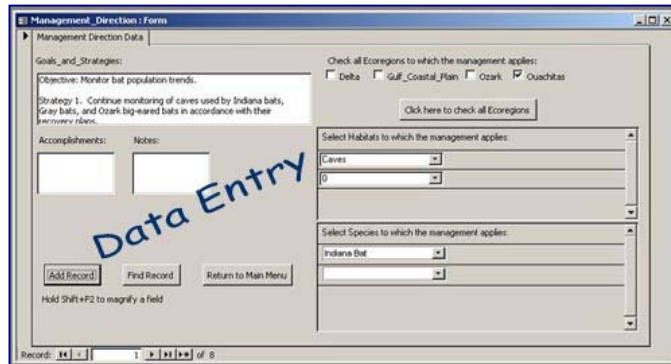 Management_Direction : Form
Management Direction Data
Goals_and_Strategies:
Objective: Monitor bat population trends.
Strategy 1. Continue monitoring of caves used by Indiana bats,
Gray bats, and Ozark big-eared bats in accordance with their
recovery plans.
Accomplishments:
Notes:
Data Entry
Add Record
Find Record
Return to Main Menu
Hold Shift+F2 to magnify a field
Check all Ecoregions to which the management applies:
Delta Gulf_Coastal_Plain Ozark Ouachitas
Click here to check all Ecoregions
Select Habitats to which the management applies:
Caves
0
Select Species to which the management applies:
Indiana Bat
Record: 1 of 8